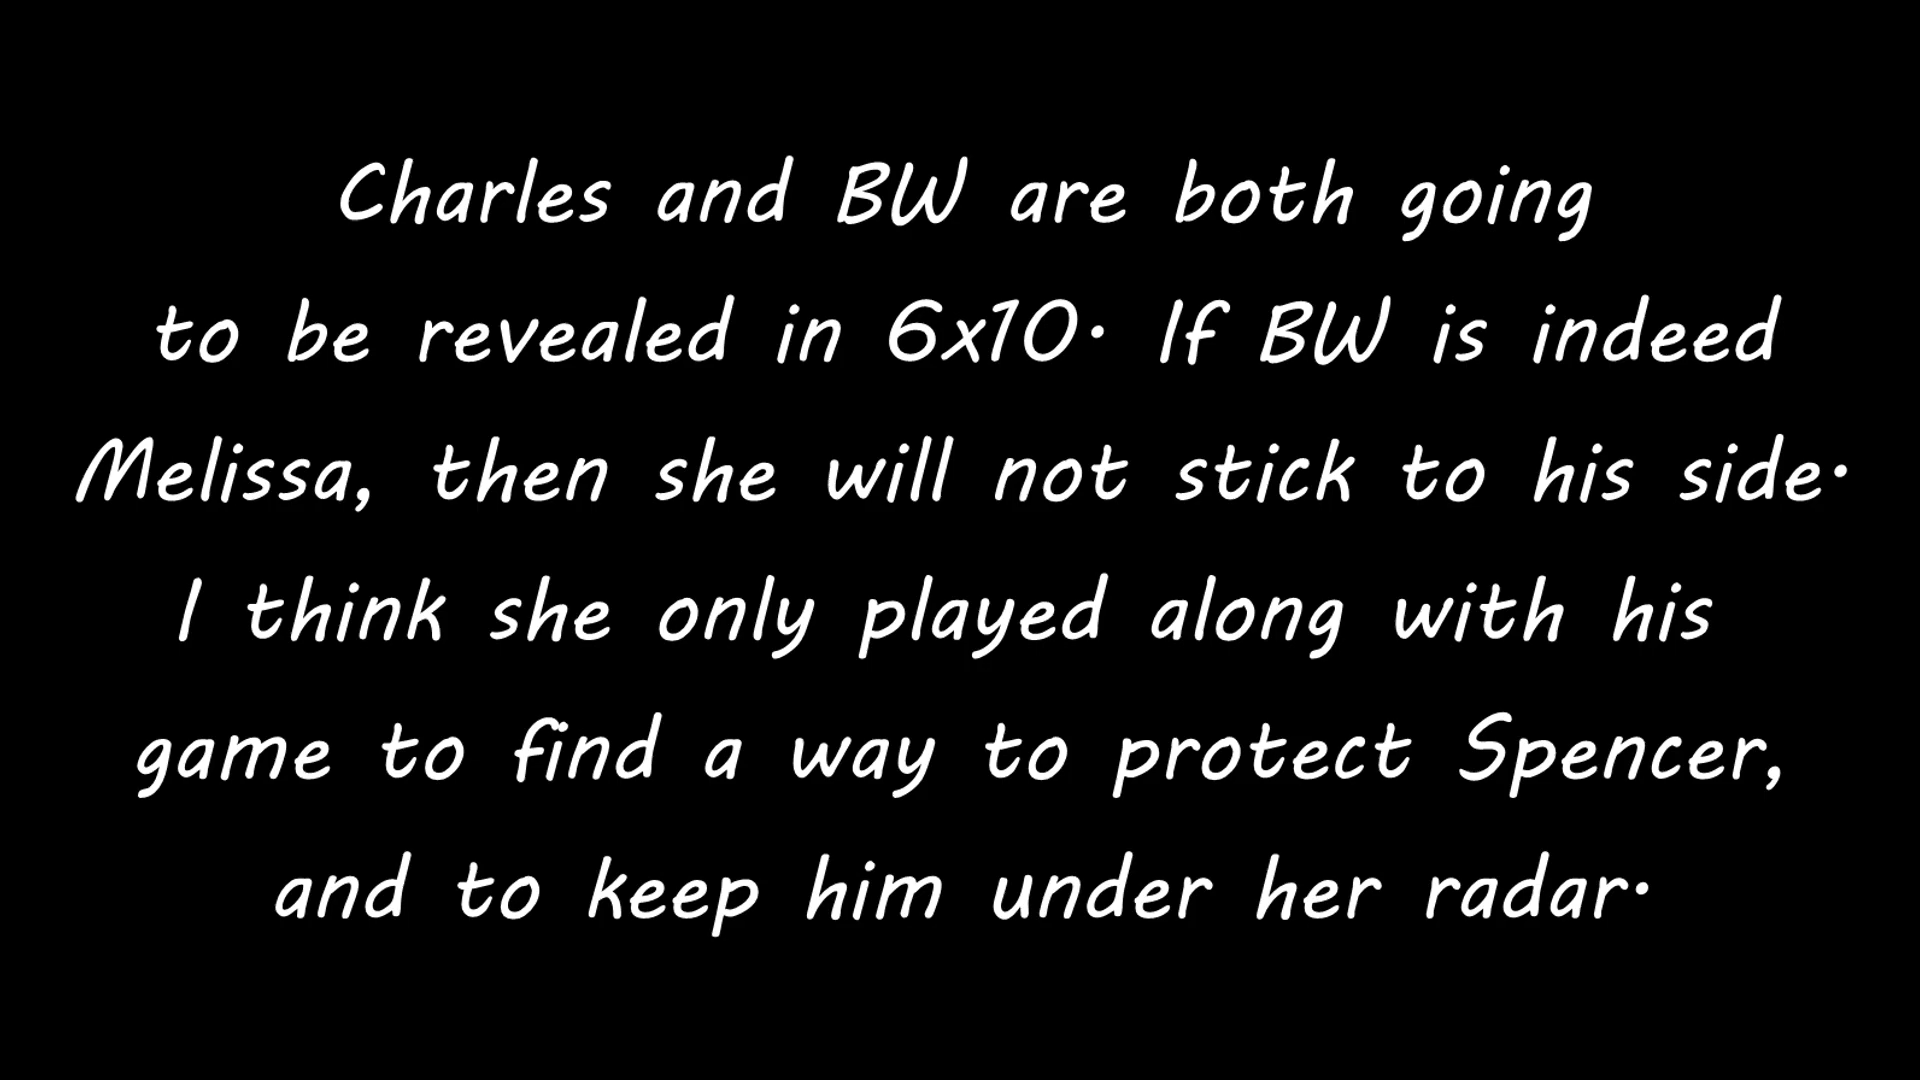 Charles and BW are both going
to be revealed in 6x10. If BW is indeed
Melissa, then she will not stick to his side.
I think she only played along with his
game to find a way to protect Spencer,
and to keep him under her radar.